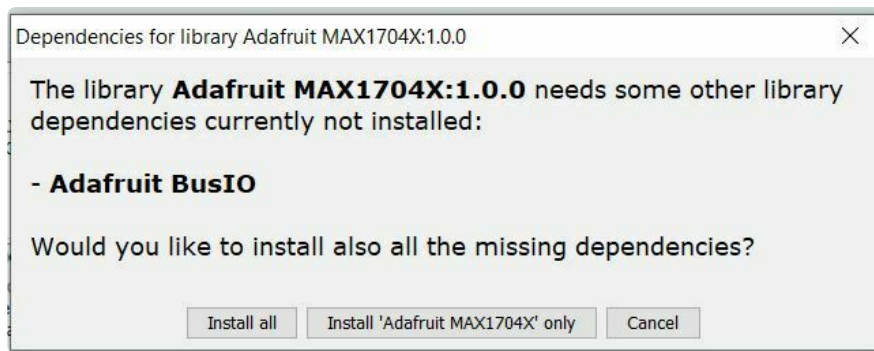 Dependencies for library Adafruit MAX1704X:1.0.0
The library Adafruit MAX1704X:1.0.0 needs some other library
dependencies currently not installed:
- Adafruit BusIO
Would you like to install also all the missing dependencies?
Install all
Install 'Adafruit MAX1704X' only
Cancel